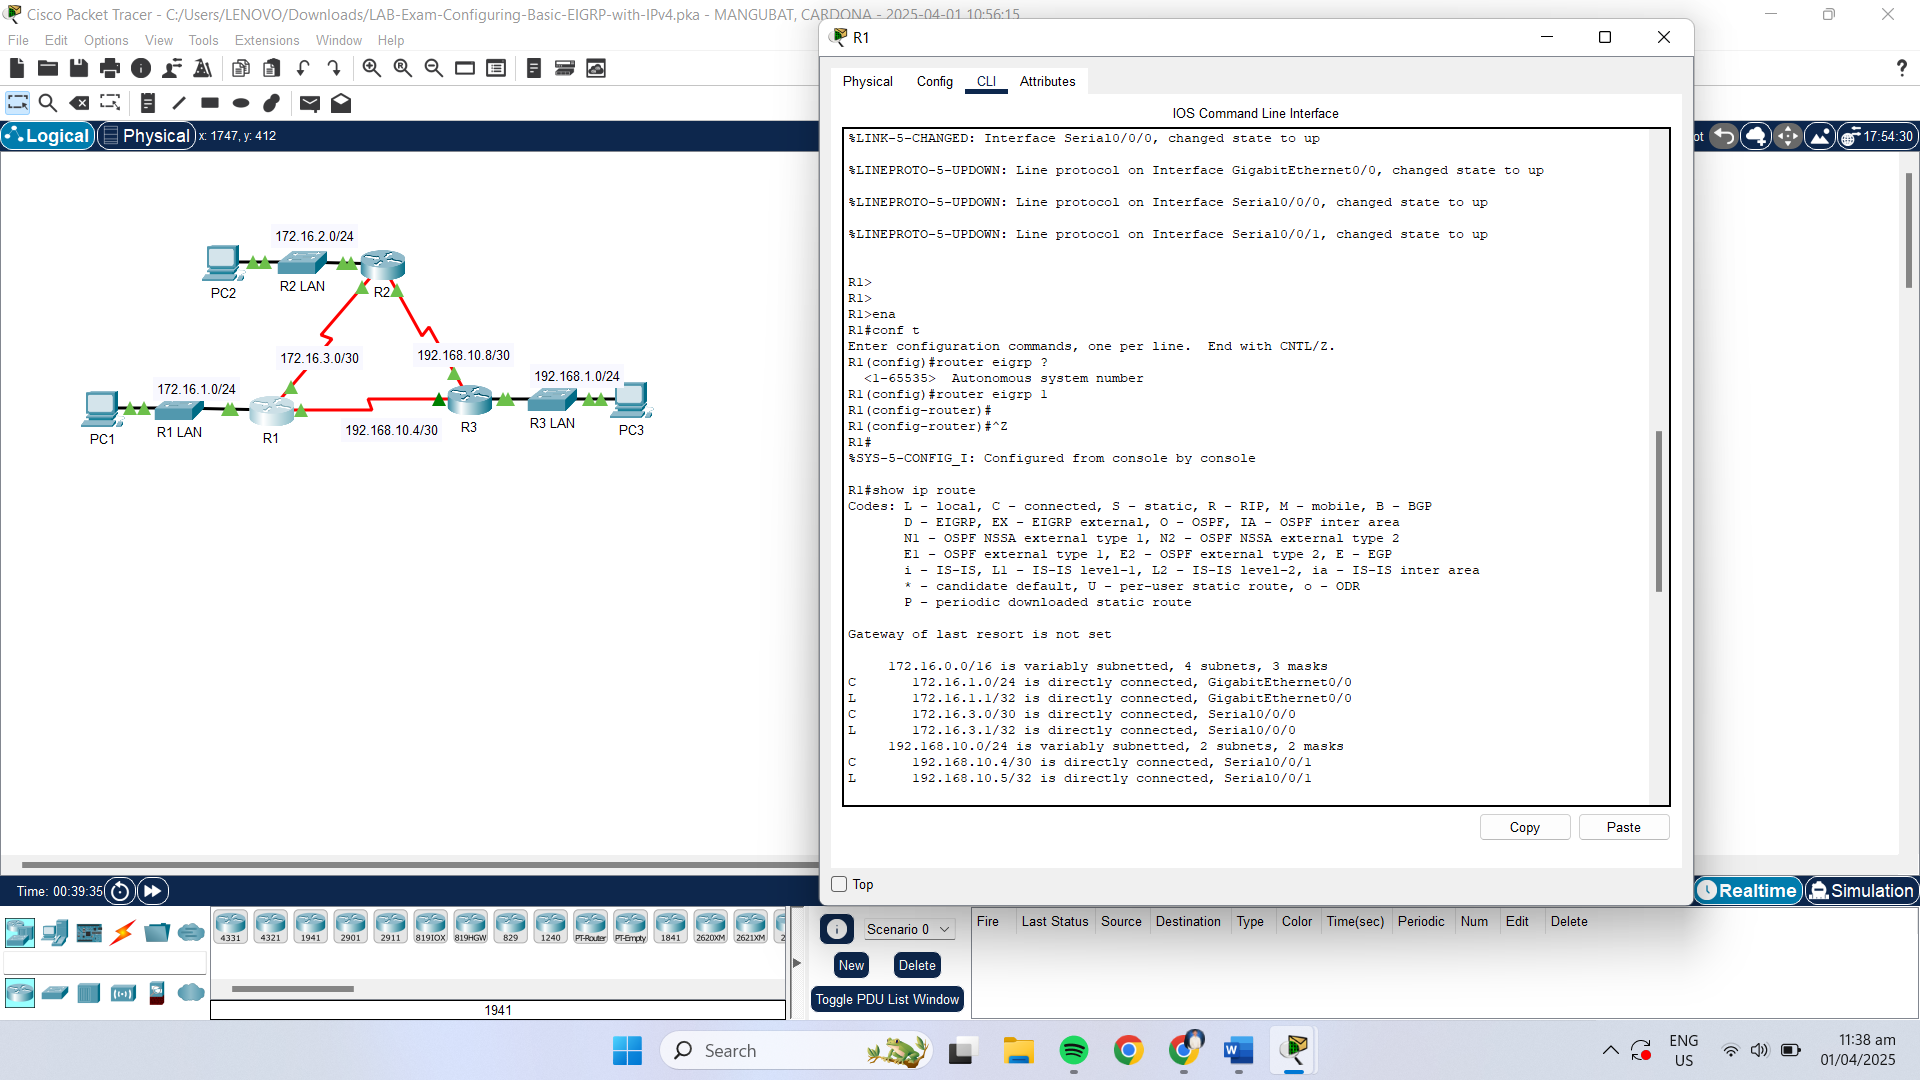 Cisco Packet Tracer - C:/Users/LENOVO/Downloads/LAB-Exam-Configuring-Basic-EIGRP-with-IPv4.pka - MANGUBAT, CARDONA - 2025-04-01 10:56:15
File Edit Options View Tools Extensions Window Help
?
Logical Physical x: 1747, y: 412
17:54:30
172.16.2.0/24
PC2
R2 LAN
R2
172.16.3.0/30
192.168.10.8/30
172.16.1.0/24
192.168.1.0/24
PC1
R1 LAN
R1
192.168.10.4/30
R3
R3 LAN
PC3
R1
Physical Config CLI Attributes
IOS Command Line Interface
%LINK-5-CHANGED: Interface Serial0/0/0, changed state to up
%LINEPROTO-5-UPDOWN: Line protocol on Interface GigabitEthernet0/0, changed state to up
%LINEPROTO-5-UPDOWN: Line protocol on Interface Serial0/0/0, changed state to up
%LINEPROTO-5-UPDOWN: Line protocol on Interface Serial0/0/1, changed state to up
R1>
R1>
R1>ena
R1#conf t
Enter configuration commands, one per line. End with CNTL/Z.
R1(config)#router eigrp ?
<1-65535> Autonomous system number
R1(config)#router eigrp 1
R1(config-router)#
R1(config-router)#^Z
R1#
%SYS-5-CONFIG_I: Configured from console by console
R1#show ip route
Codes: L - local, C - connected, S - static, R - RIP, M - mobile, B - BGP
D - EIGRP, EX - EIGRP external, O - OSPF, IA - OSPF inter area
N1 - OSPF NSSA external type 1, N2 - OSPF NSSA external type 2
E1 - OSPF external type 1, E2 - OSPF external type 2, E - EGP
i - IS-IS, L1 - IS-IS level-1, L2 - IS-IS level-2, ia - IS-IS inter area
* - candidate default, U - per-user static route, o - ODR
P - periodic downloaded static route
Gateway of last resort is not set
172.16.0.0/16 is variably subnetted, 4 subnets, 3 masks
C 172.16.1.0/24 is directly connected, GigabitEthernet0/0
L 172.16.1.1/32 is directly connected, GigabitEthernet0/0
C 172.16.3.0/30 is directly connected, Serial0/0/0
L 172.16.3.1/32 is directly connected, Serial0/0/0
192.168.10.0/24 is variably subnetted, 2 subnets, 2 masks
C 192.168.10.4/30 is directly connected, Serial0/0/1
L 192.168.10.5/32 is directly connected, Serial0/0/1
Copy Paste
Top
Time: 00:39:35
Realtime Simulation
4331 4321 1941 2901 2911 819IOX 819HGW 829 1240 PT-Router PT-Empty 1841 2620XM 2621XM 2
1941
Scenario 0
New Delete
Toggle PDU List Window
Fire Last Status Source Destination Type Color Time(sec) Periodic Num Edit Delete
Search
ENG
US
11:38 am
01/04/2025